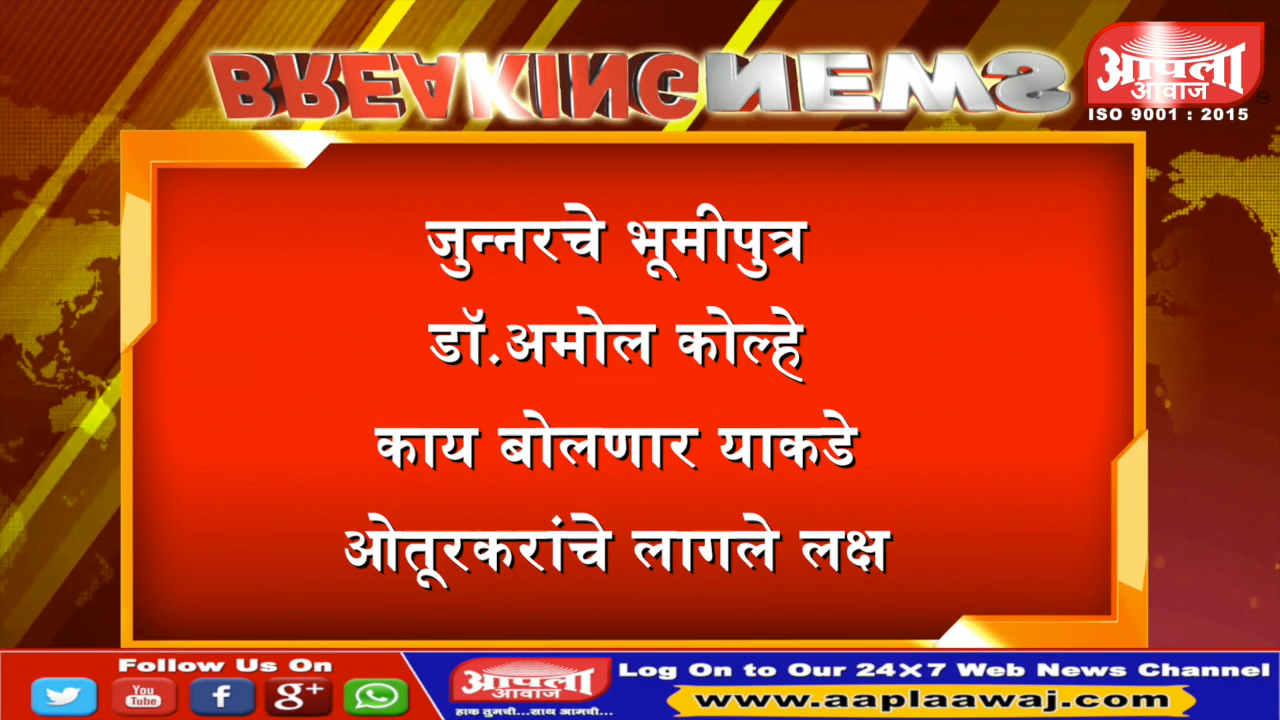 BREAKING NEWS
आपला
आवाज
ISO 9001 : 2015
जुन्नरचे भूमीपुत्र
डॉ.अमोल कोल्हे
काय बोलणार याकडे
ओतूरकरांचे लागले लक्ष
Follow Us On
You
Tube
f
g+
आपला
आवाज
हाक तुमची...साथ आमची...
Log On to Our 24X7 Web News Channel
www.aaplaawaj.com